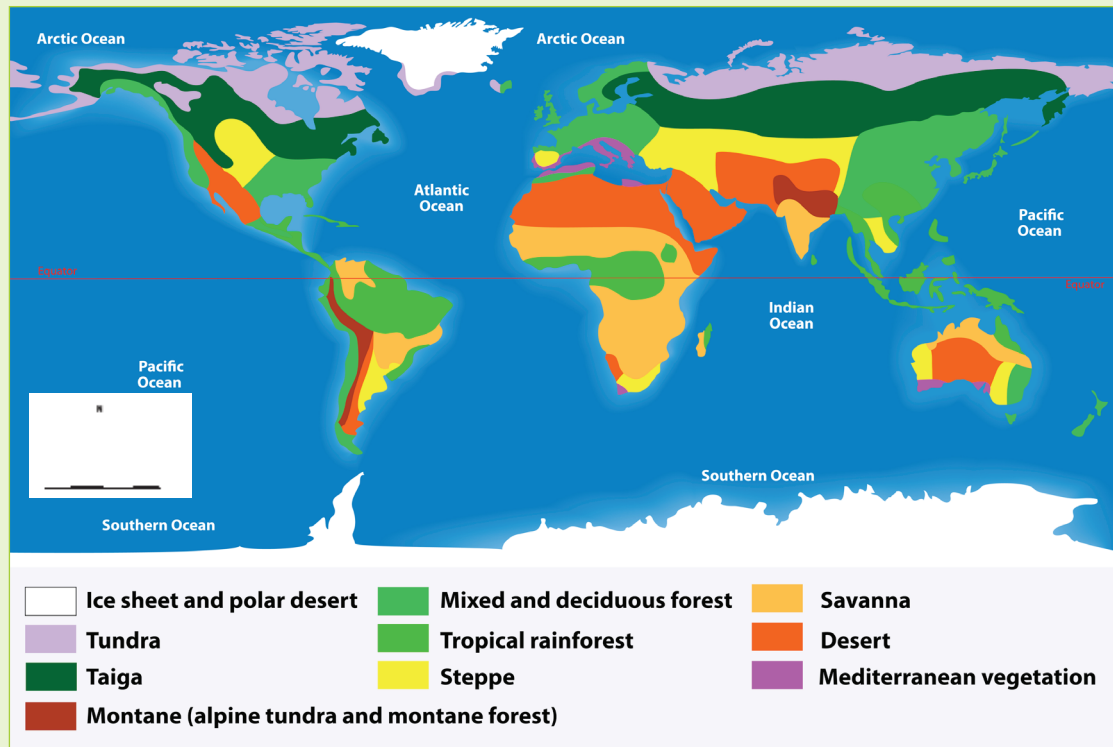 Arctic Ocean
Arctic Ocean
Atlantic
Ocean
Pacific
Ocean
Equator
Equator
Indian
Ocean
Pacific
Ocean
N
Southern Ocean
Southern Ocean
Ice sheet and polar desert
Mixed and deciduous forest
Savanna
Tundra
Tropical rainforest
Desert
Taiga
Steppe
Mediterranean vegetation
Montane (alpine tundra and montane forest)